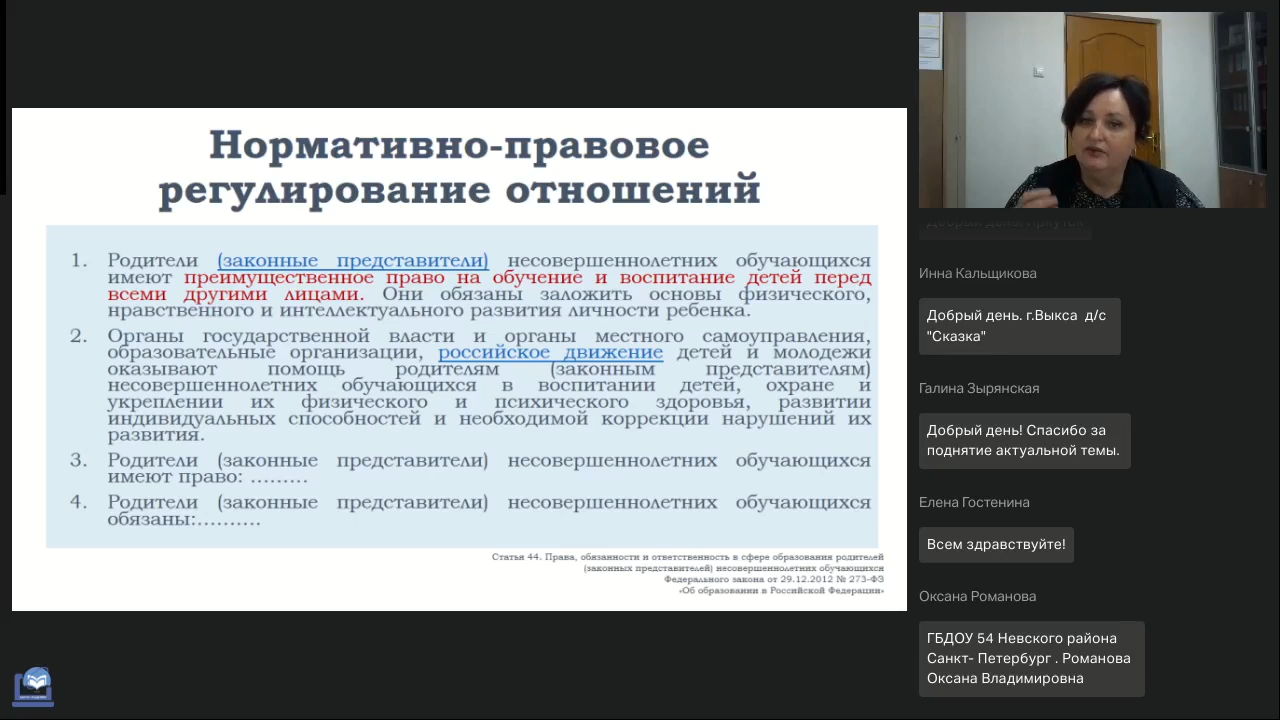 Нормативно-правовое
регулирование отношений
1. Родители (законные представители) несовершеннолетних обучающихся
имеют преимущественное право на обучение и воспитание детей перед
всеми другими лицами. Они обязаны заложить основы физического,
нравственного и интеллектуального развития личности ребенка.
2. Органы государственной власти и органы местного самоуправления,
образовательные организации, российское движение детей и молодежи
оказывают помощь родителям (законным представителям)
несовершеннолетних обучающихся в воспитании детей, охране и
укреплении их физического и психического здоровья, развитии
индивидуальных способностей и необходимой коррекции нарушений их
развития.
3. Родители (законные представители) несовершеннолетних обучающихся
имеют право: .........
4. Родители (законные представители) несовершеннолетних обучающихся
обязаны:..........
Статья 44. Права, обязанности и ответственность в сфере образования родителей
(законных представителей) несовершеннолетних обучающихся
Федерального закона от 29.12.2012 № 273-ФЗ
«Об образовании в Российской Федерации»
Инна Кальщикова
Добрый день. г.Выкса д/с
"Сказка"
Галина Зырянская
Добрый день! Спасибо за
поднятие актуальной темы.
Елена Гостенина
Всем здравствуйте!
Оксана Романова
ГБДОУ 54 Невского района
Санкт- Петербург . Романова
Оксана Владимировна